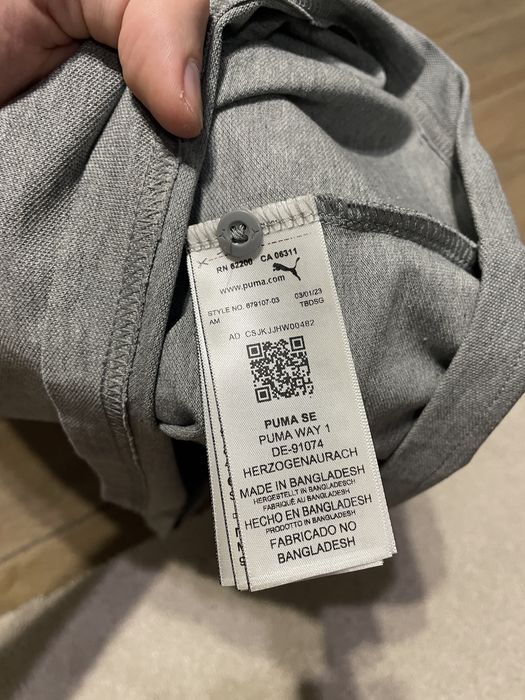 RN 62200 CA 06311
www.puma.com
STYLE NO. 679107-03 03/01/23
AM TBDSG
AD CSJKJJHW00482
PUMA SE
PUMA WAY 1
DE-91074
HERZOGENAURACH
MADE IN BANGLADESH
HERGESTELLT IN BANGLADESCH
FABRIQUÉ AU BANGLADESH
HECHO EN BANGLADESH
PRODOTTO IN BANGLADESH
FABRICADO NO
BANGLADESH